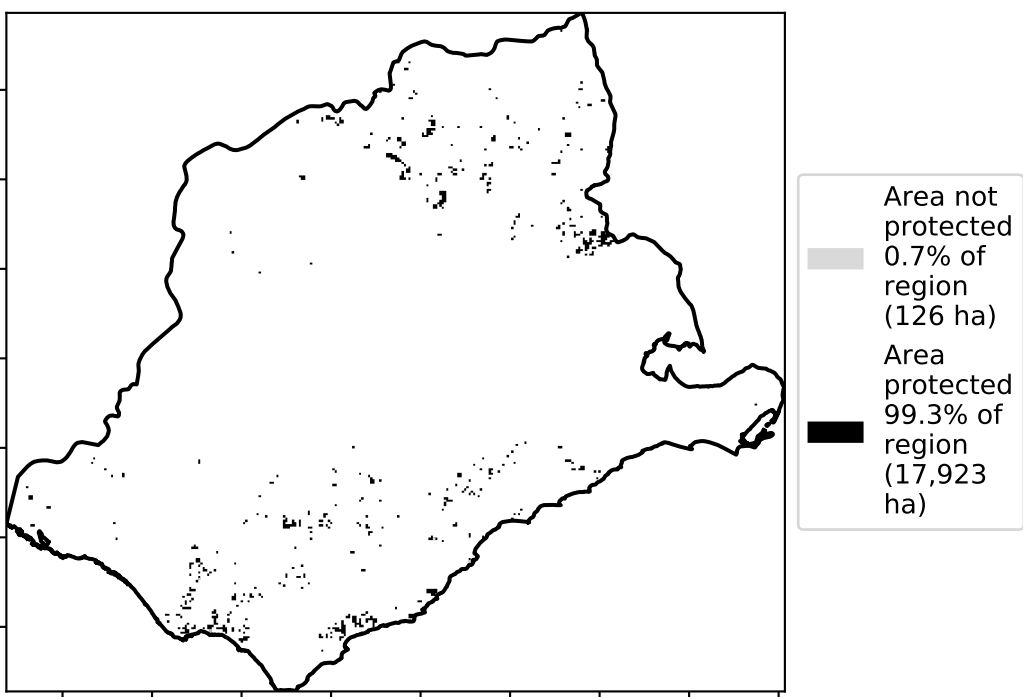 Area not
protected
0.7% of
region
(126 ha)
Area
protected
99.3% of
region
(17,923
ha)